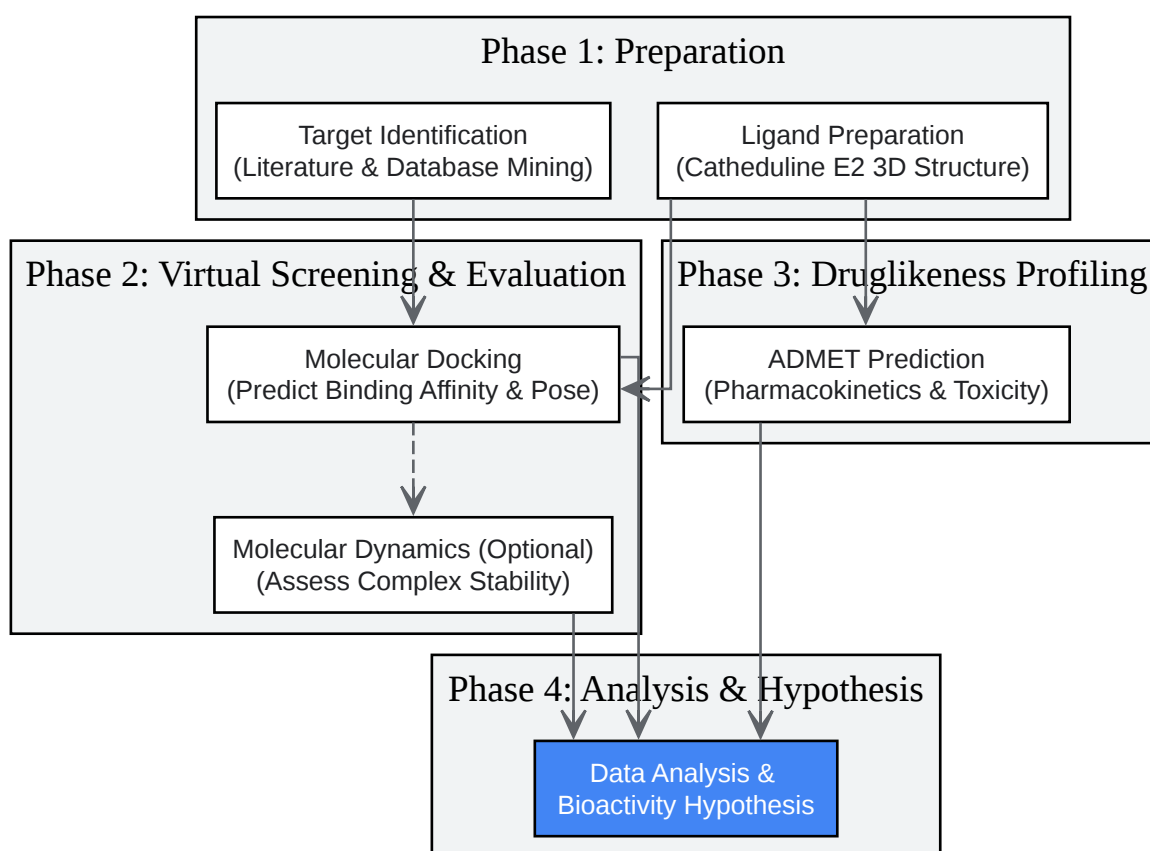 Phase 1: Preparation
Target Identification
(Literature & Database Mining)
Ligand Preparation
(Catheduline E2 3D Structure)
Phase 2: Virtual Screening & Evaluation
Molecular Docking
(Predict Binding Affinity & Pose)
Molecular Dynamics (Optional)
(Assess Complex Stability)
Phase 3: Druglikeness Profiling
ADMET Prediction
(Pharmacokinetics & Toxicity)
Phase 4: Analysis & Hypothesis
Data Analysis &
Bioactivity Hypothesis